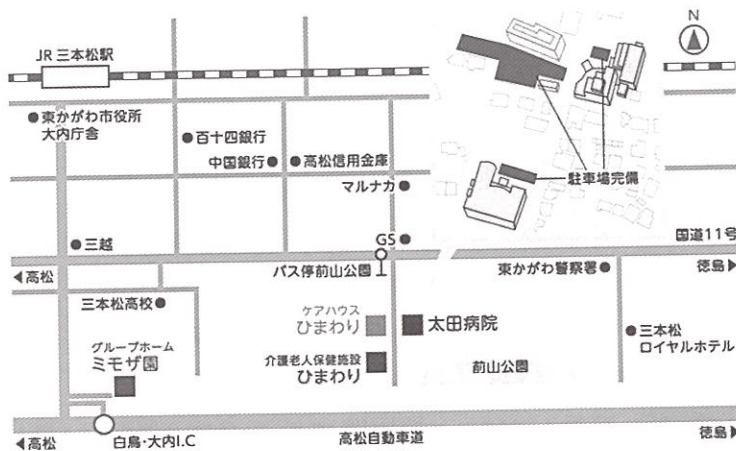 N
JR 三本松駅
東かがわ市役所
大内庁舎
百十四銀行
中国銀行
高松信用金庫
マルナカ
駐車場完備
三越
GS
国道11号
高松
バス停前山公園
東かがわ警察署
徳島
三本松高校
ケアハウス
ひまわり
太田病院
三本松
ロイヤルホテル
グループホーム
ミモザ園
介護老人保健施設
ひまわり
前山公園
高松
白鳥・大内I.C
高松自動車道
徳島